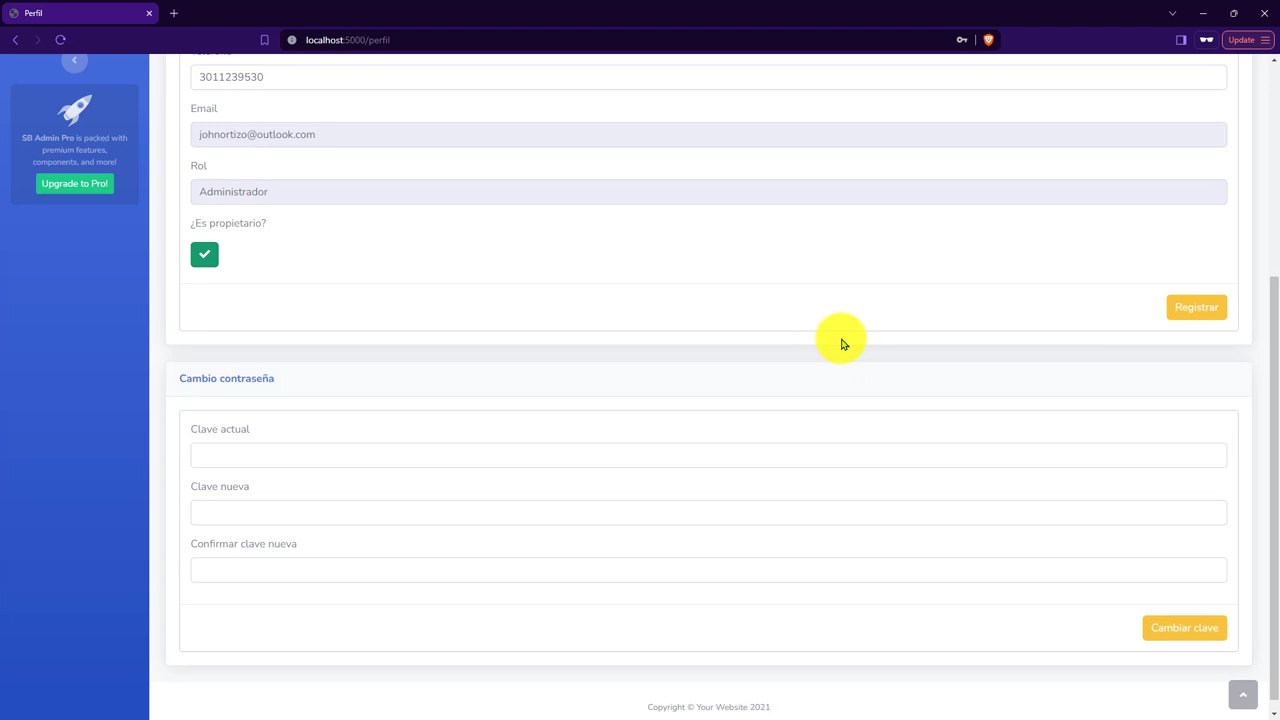 Perfil
localhost:5000/perfil
Update
3011239530
Email
johnortizo@outlook.com
Rol
Administrador
¿Es propietario?
Registrar
SB Admin Pro is packed with
premium features,
components, and more!
Upgrade to Pro!
Cambio contraseña
Clave actual
Clave nueva
Confirmar clave nueva
Cambiar clave
Copyright © Your Website 2021